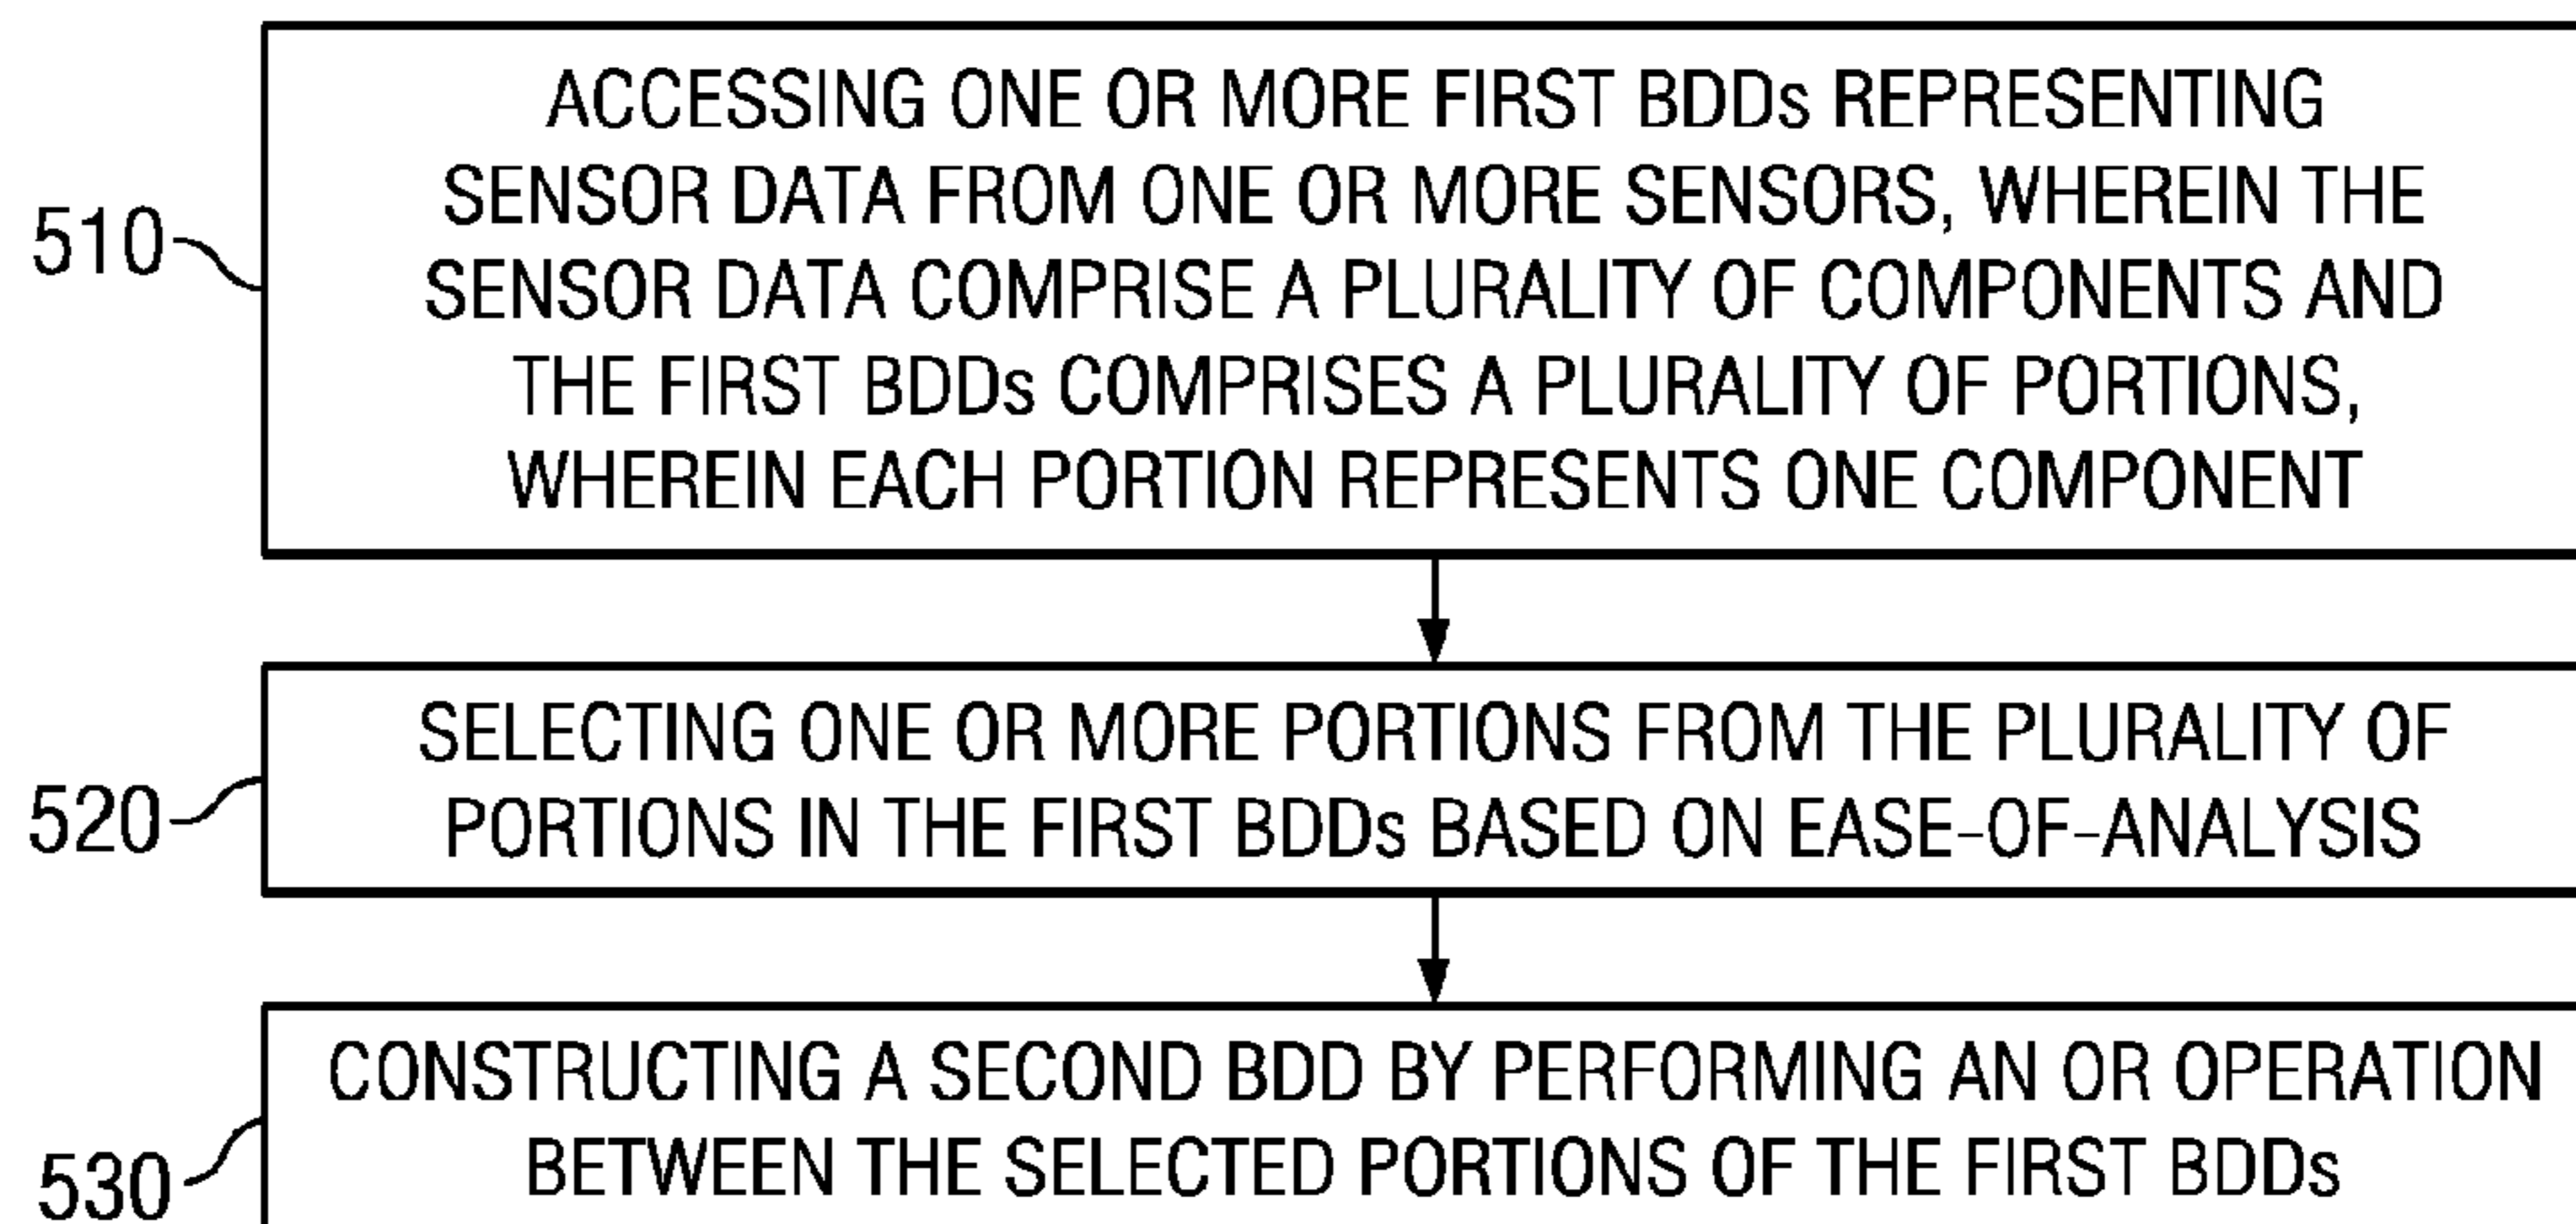 ACCESSING ONE OR MORE FIRST BDDs REPRESENTING
SENSOR DATA FROM ONE OR MORE SENSORS, WHEREIN THE
SENSOR DATA COMPRISE A PLURALITY OF COMPONENTS AND
THE FIRST BDDs COMPRISES A PLURALITY OF PORTIONS,
WHEREIN EACH PORTION REPRESENTS ONE COMPONENT
510
SELECTING ONE OR MORE PORTIONS FROM THE PLURALITY OF
PORTIONS IN THE FIRST BDDs BASED ON EASE-OF-ANALYSIS
520
CONSTRUCTING A SECOND BDD BY PERFORMING AN OR OPERATION
BETWEEN THE SELECTED PORTIONS OF THE FIRST BDDs
530